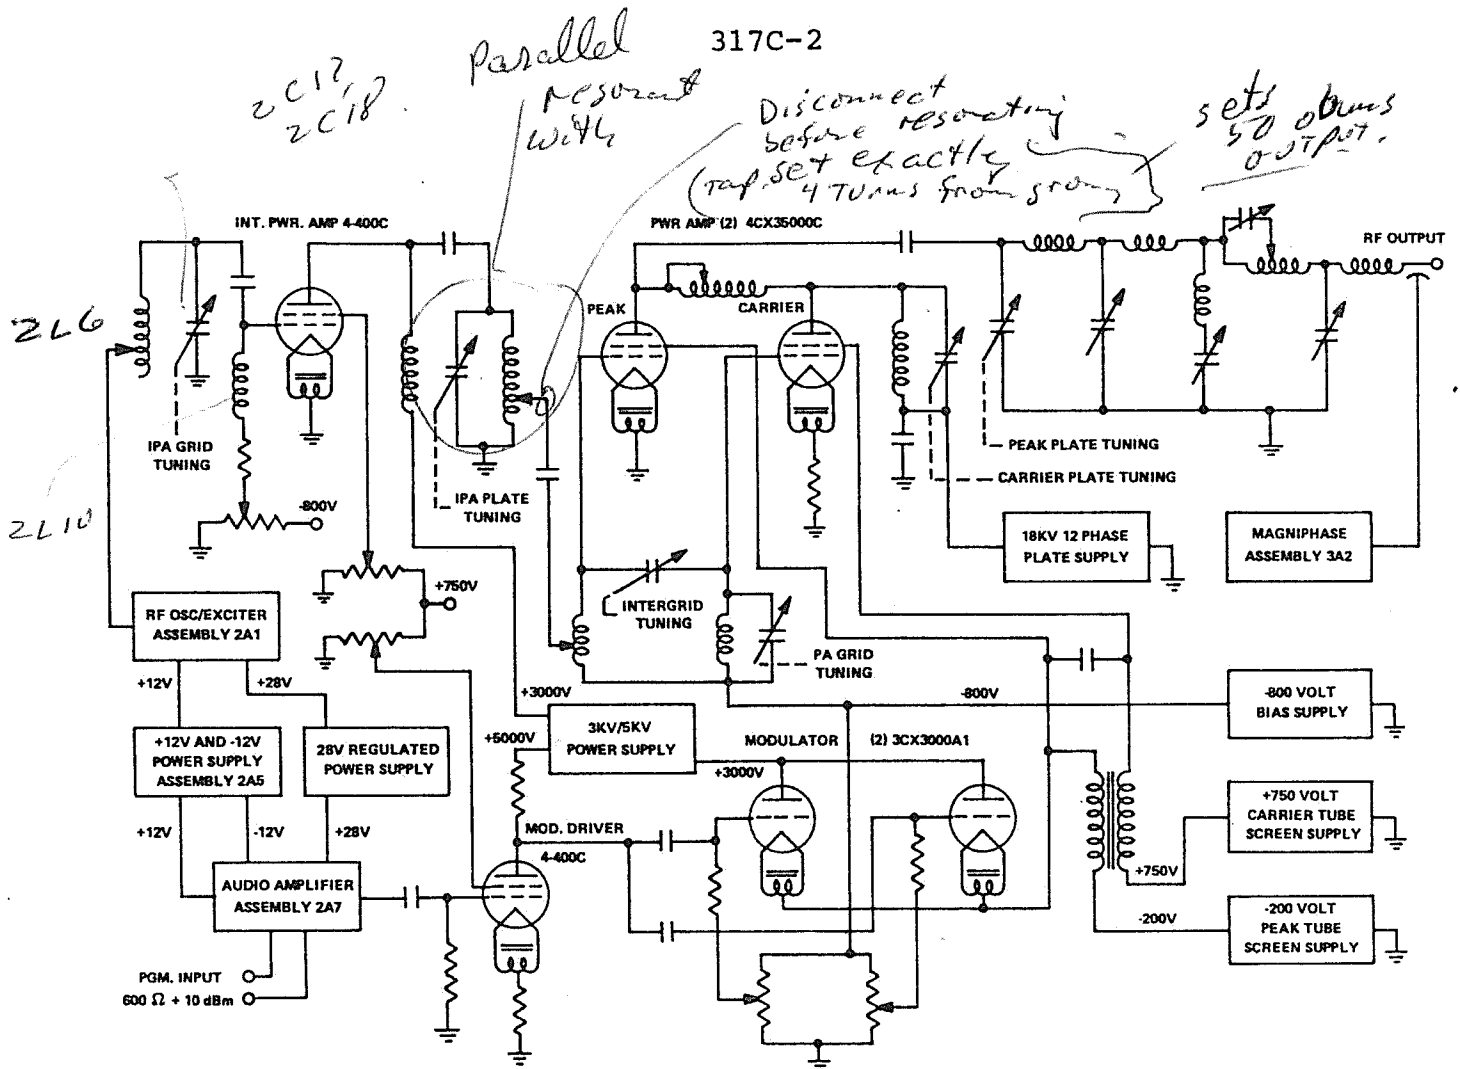 317C-2
Parallel
resonant
with
2C17,
2C18
Disconnect
before resonating
(Tap set exactly
4 Turns from ground
sets
50 ohms
output.
INT. PWR. AMP 4-400C
PWR AMP (2) 4CX35000C
RF OUTPUT
PEAK
CARRIER
2L6
IPA GRID
TUNING
2L10
-800V
IPA PLATE
TUNING
PEAK PLATE TUNING
CARRIER PLATE TUNING
18KV 12 PHASE
PLATE SUPPLY
MAGNIPHASE
ASSEMBLY 3A2
+750V
RF OSC/EXCITER
ASSEMBLY 2A1
INTERGRID
TUNING
PA GRID
TUNING
+12V
+28V
+3000V
-800V
-800 VOLT
BIAS SUPPLY
+12V AND -12V
POWER SUPPLY
ASSEMBLY 2A5
28V REGULATED
POWER SUPPLY
+5000V
3KV/5KV
POWER SUPPLY
MODULATOR (2) 3CX3000A1
+3000V
+12V
-12V
+28V
MOD. DRIVER
4-400C
+750 VOLT
CARRIER TUBE
SCREEN SUPPLY
+750V
AUDIO AMPLIFIER
ASSEMBLY 2A7
-200V
-200 VOLT
PEAK TUBE
SCREEN SUPPLY
PGM. INPUT
600 Ω + 10 dBm